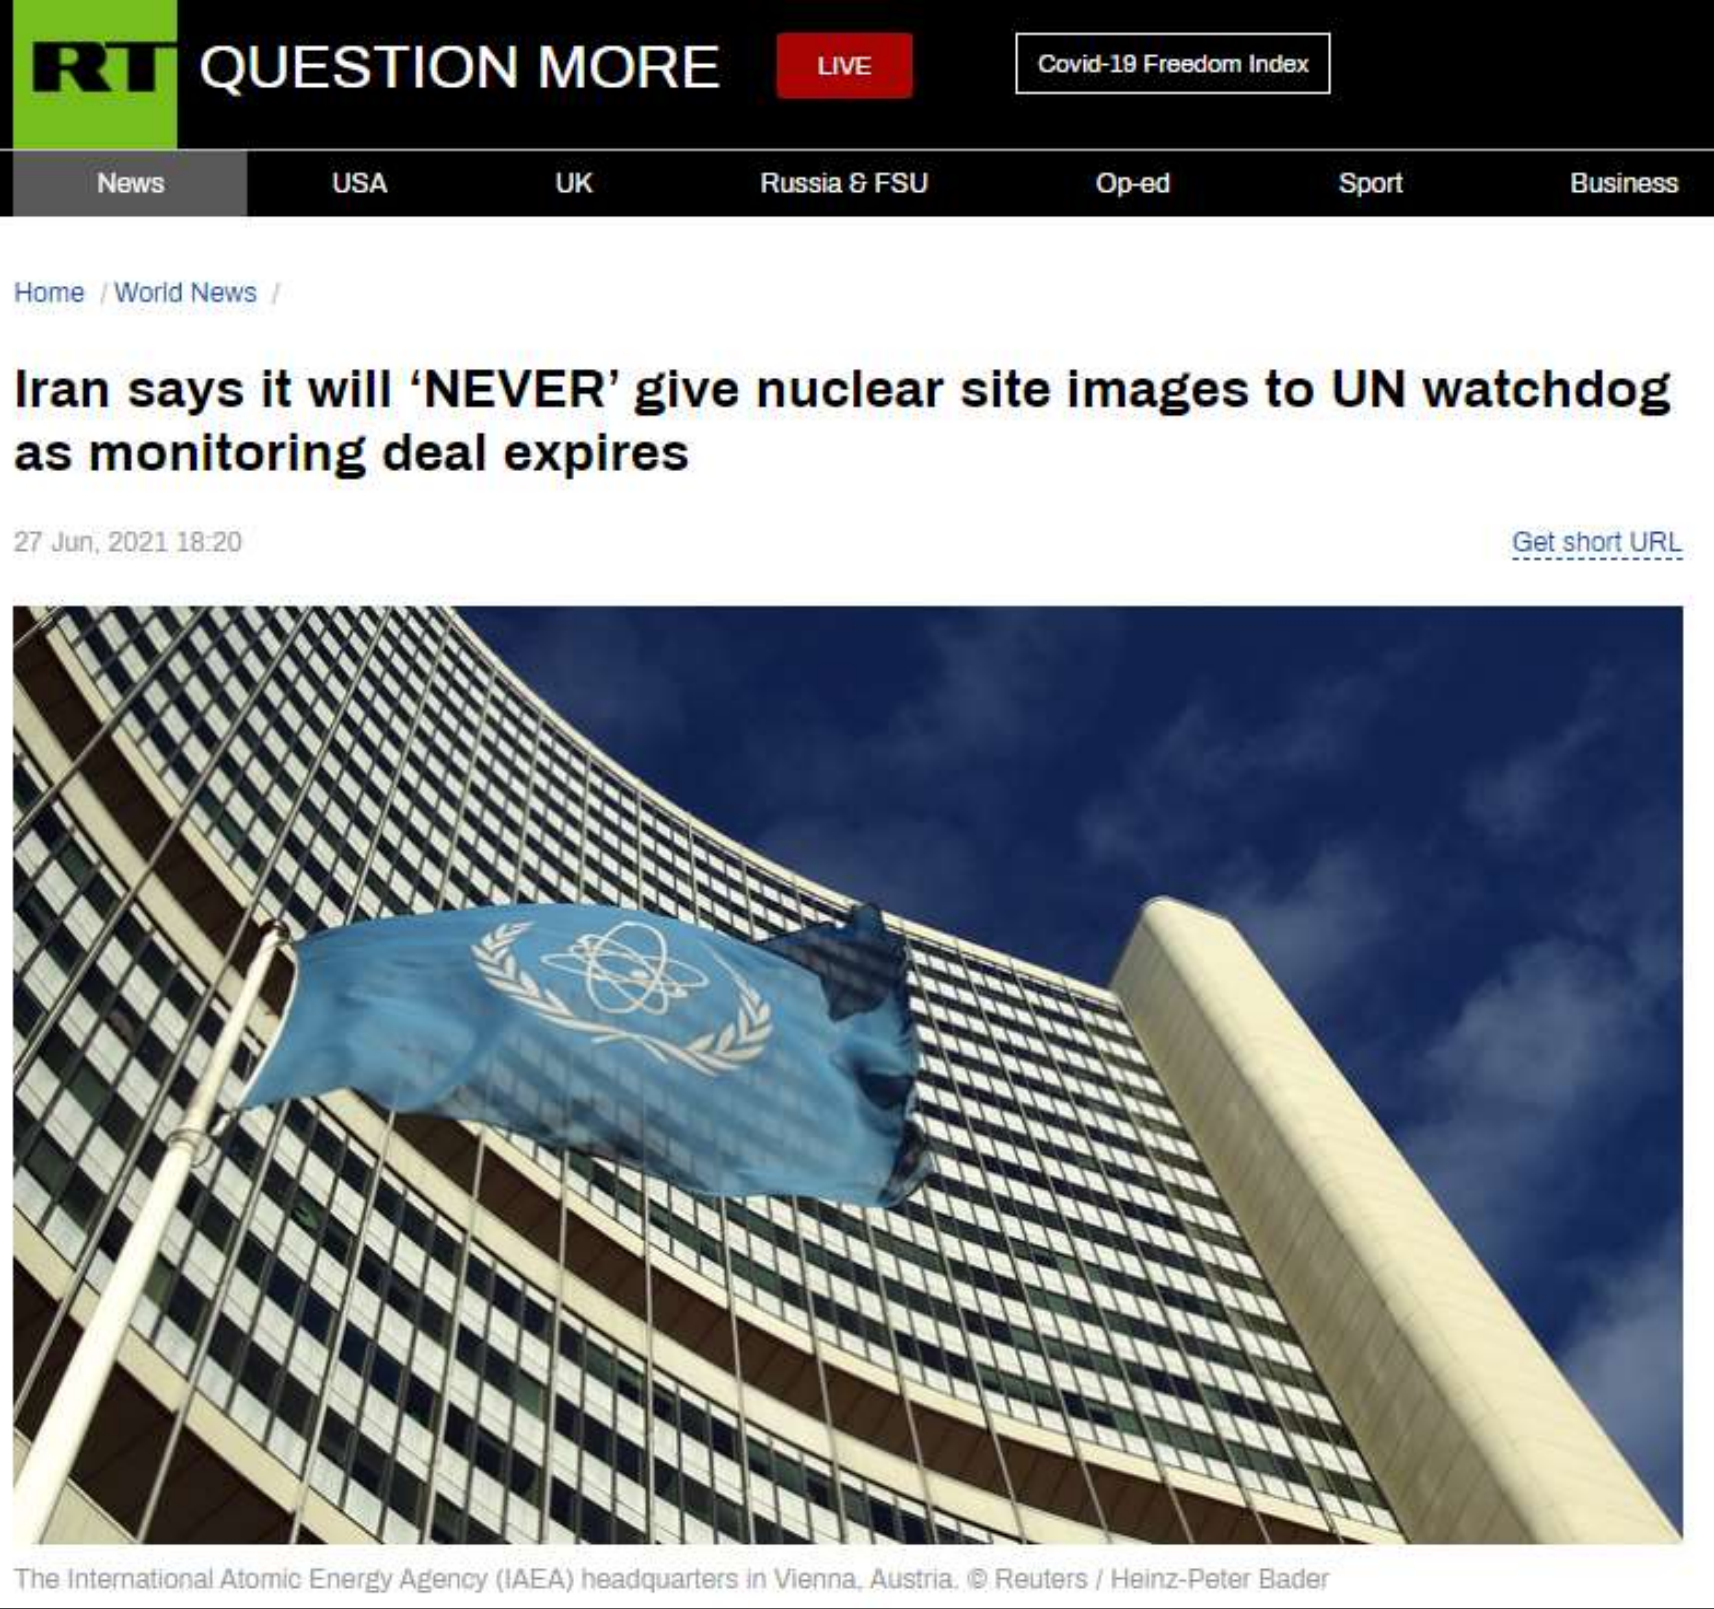 RT QUESTION MORE LIVE Covid-19 Freedom Index
News USA UK Russia & FSU Op-ed Sport Business
Home / World News /
Iran says it will ‘NEVER’ give nuclear site images to UN watchdog
as monitoring deal expires
27 Jun, 2021 18:20 Get short URL
The International Atomic Energy Agency (IAEA) headquarters in Vienna, Austria. © Reuters / Heinz-Peter Bader